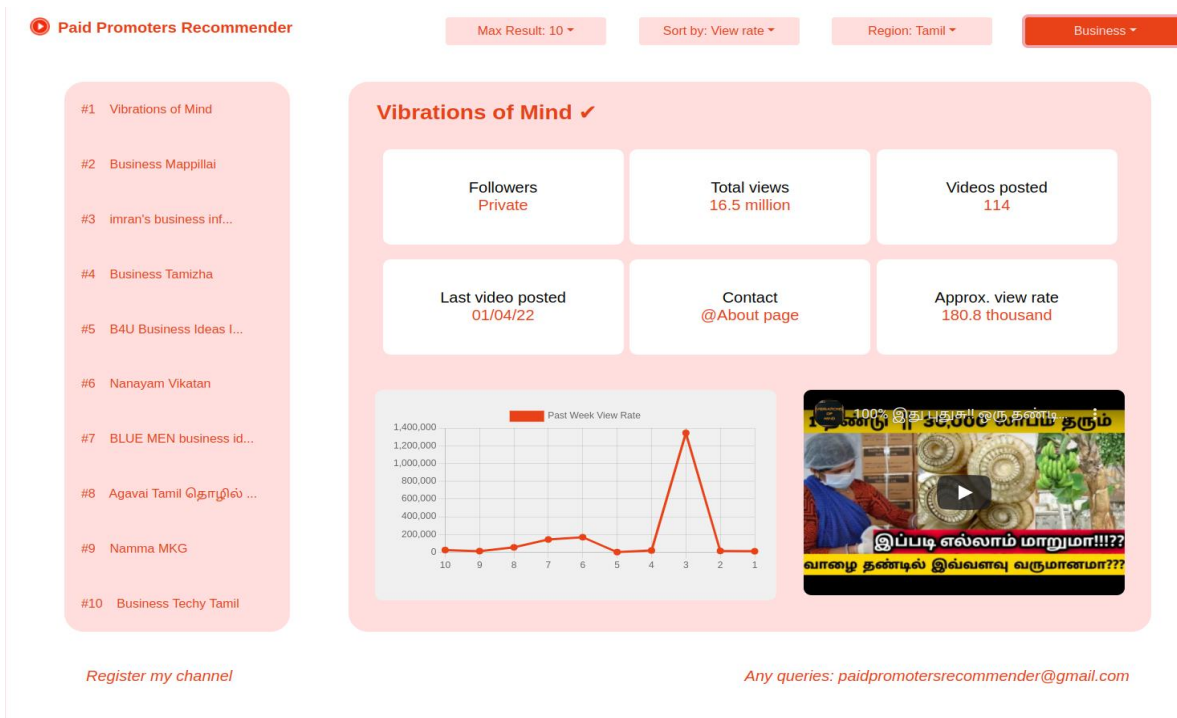 Paid Promoters Recommender
Max Result: 10
Sort by: View rate
Region: Tamil
Business
#1 Vibrations of Mind
#2 Business Mappillai
#3 imran's business inf...
#4 Business Tamizha
#5 B4U Business Ideas I...
#6 Nanayam Vikatan
#7 BLUE MEN business id...
#8 Agavai Tamil தொழில் ...
#9 Namma MKG
#10 Business Techy Tamil
Vibrations of Mind ✔
Followers
Private
Total views
16.5 million
Videos posted
114
Last video posted
01/04/22
Contact
@About page
Approx. view rate
180.8 thousand
Past Week View Rate
1,400,000
1,200,000
1,000,000
800,000
600,000
400,000
200,000
0
10 9 8 7 6 5 4 3 2 1
100% இது புதுசு!! ஒரு தண்டி...
லாபம் தரும்
இப்படி எல்லாம் மாறுமா!!!??
வாழை தண்டில் இவ்வளவு வருமானமா???
Register my channel
Any queries: paidpromotersrecommender@gmail.com